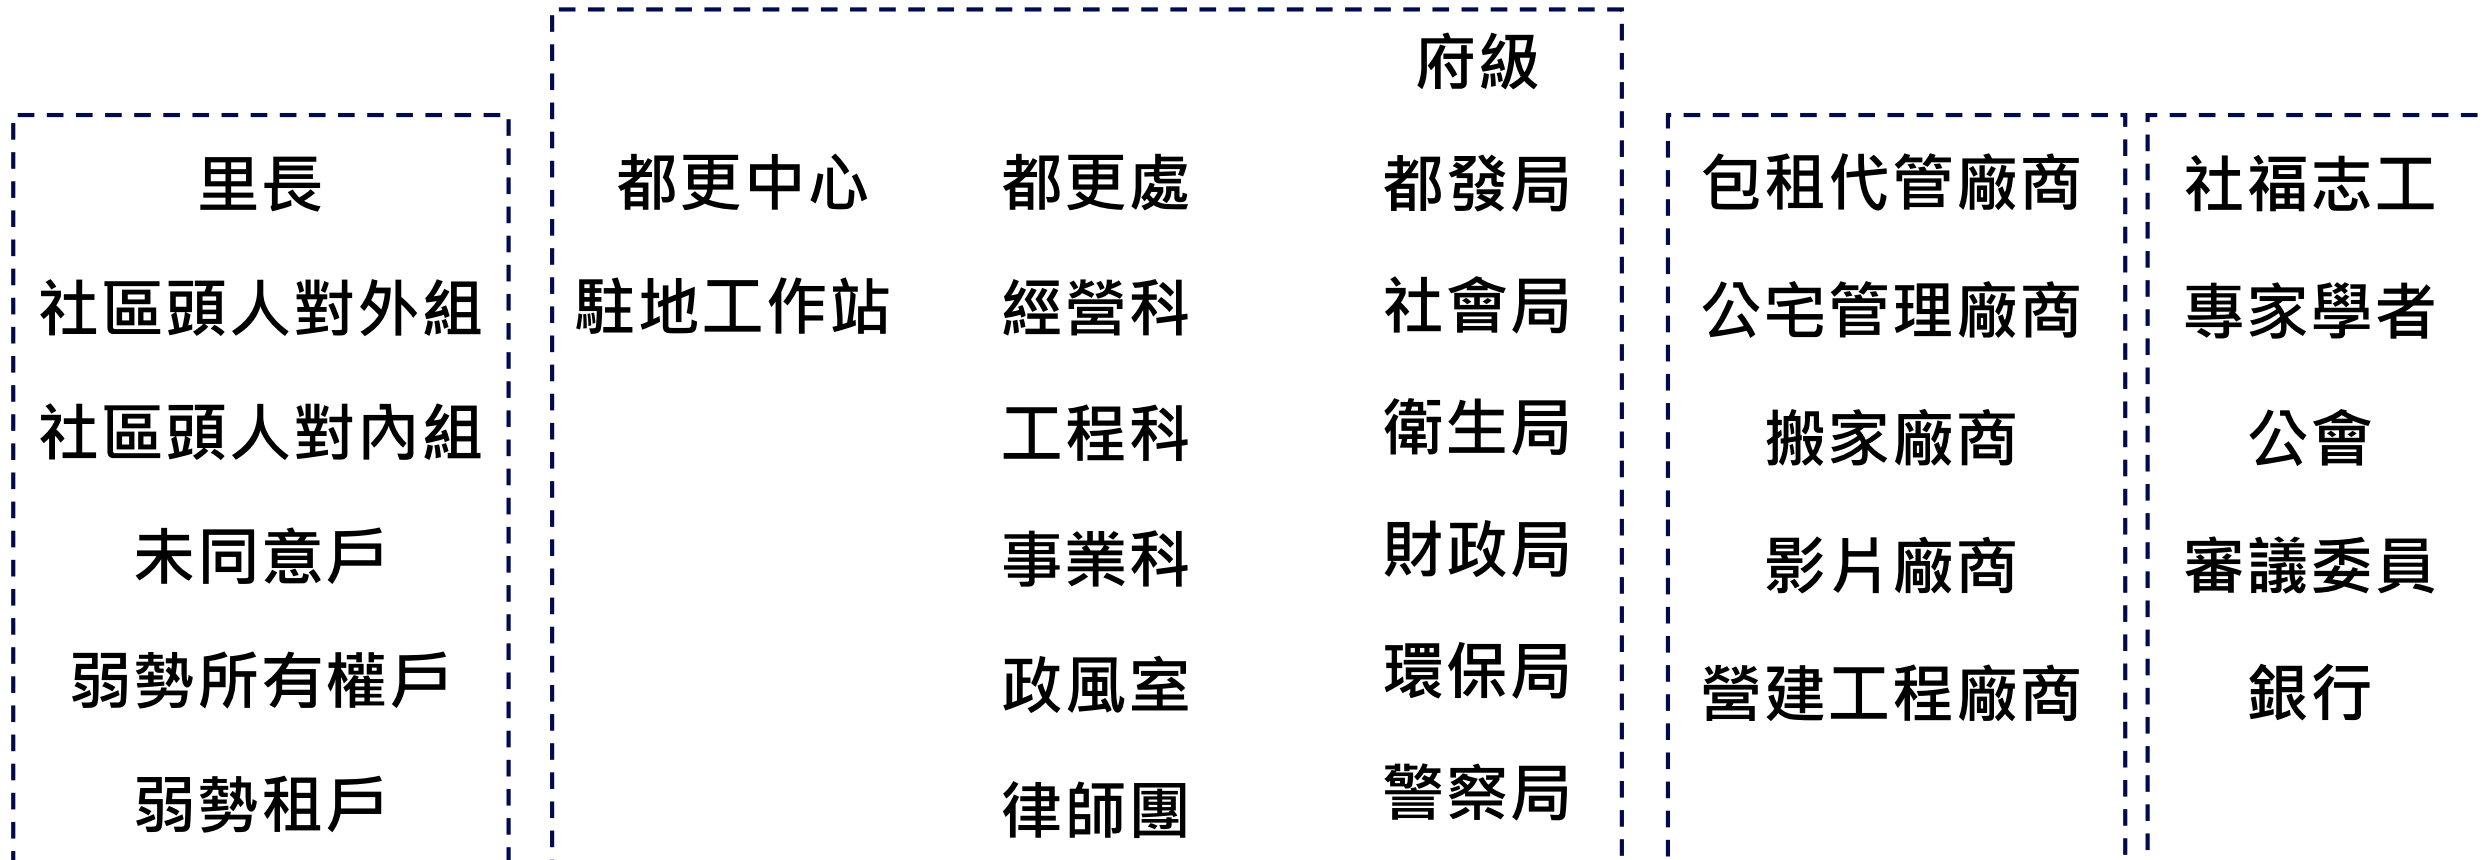 里長
社區頭人對外組
社區頭人對內組
未同意戶
弱勢所有權戶
弱勢租戶
都更中心
駐地工作站
都更處
經營科
工程科
事業科
政風室
律師團
府級
都發局
社會局
衛生局
財政局
環保局
警察局
包租代管廠商
公宅管理廠商
搬家廠商
影片廠商
營建工程廠商
社福志工
專家學者
公會
審議委員
銀行